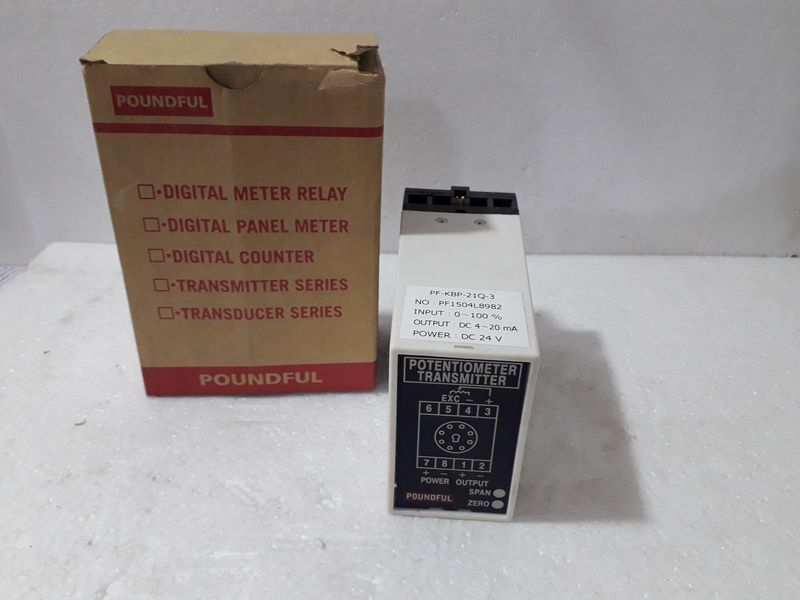 POUNDFUL
DIGITAL METER RELAY
DIGITAL PANEL METER
DIGITAL COUNTER
TRANSMITTER SERIES
TRANSDUCER SERIES
POUNDFUL
PF-KBP-21Q-3
NO : PF1504L8982
INPUT : 0～100 %
OUTPUT : DC 4～20 mA
POWER : DC 24 V
POTENTIOMETER
TRANSMITTER
EXC − +
6 5 4 3
Ω
7 8 1 2
+ − + −
POWER OUTPUT
SPAN
POUNDFUL
ZERO